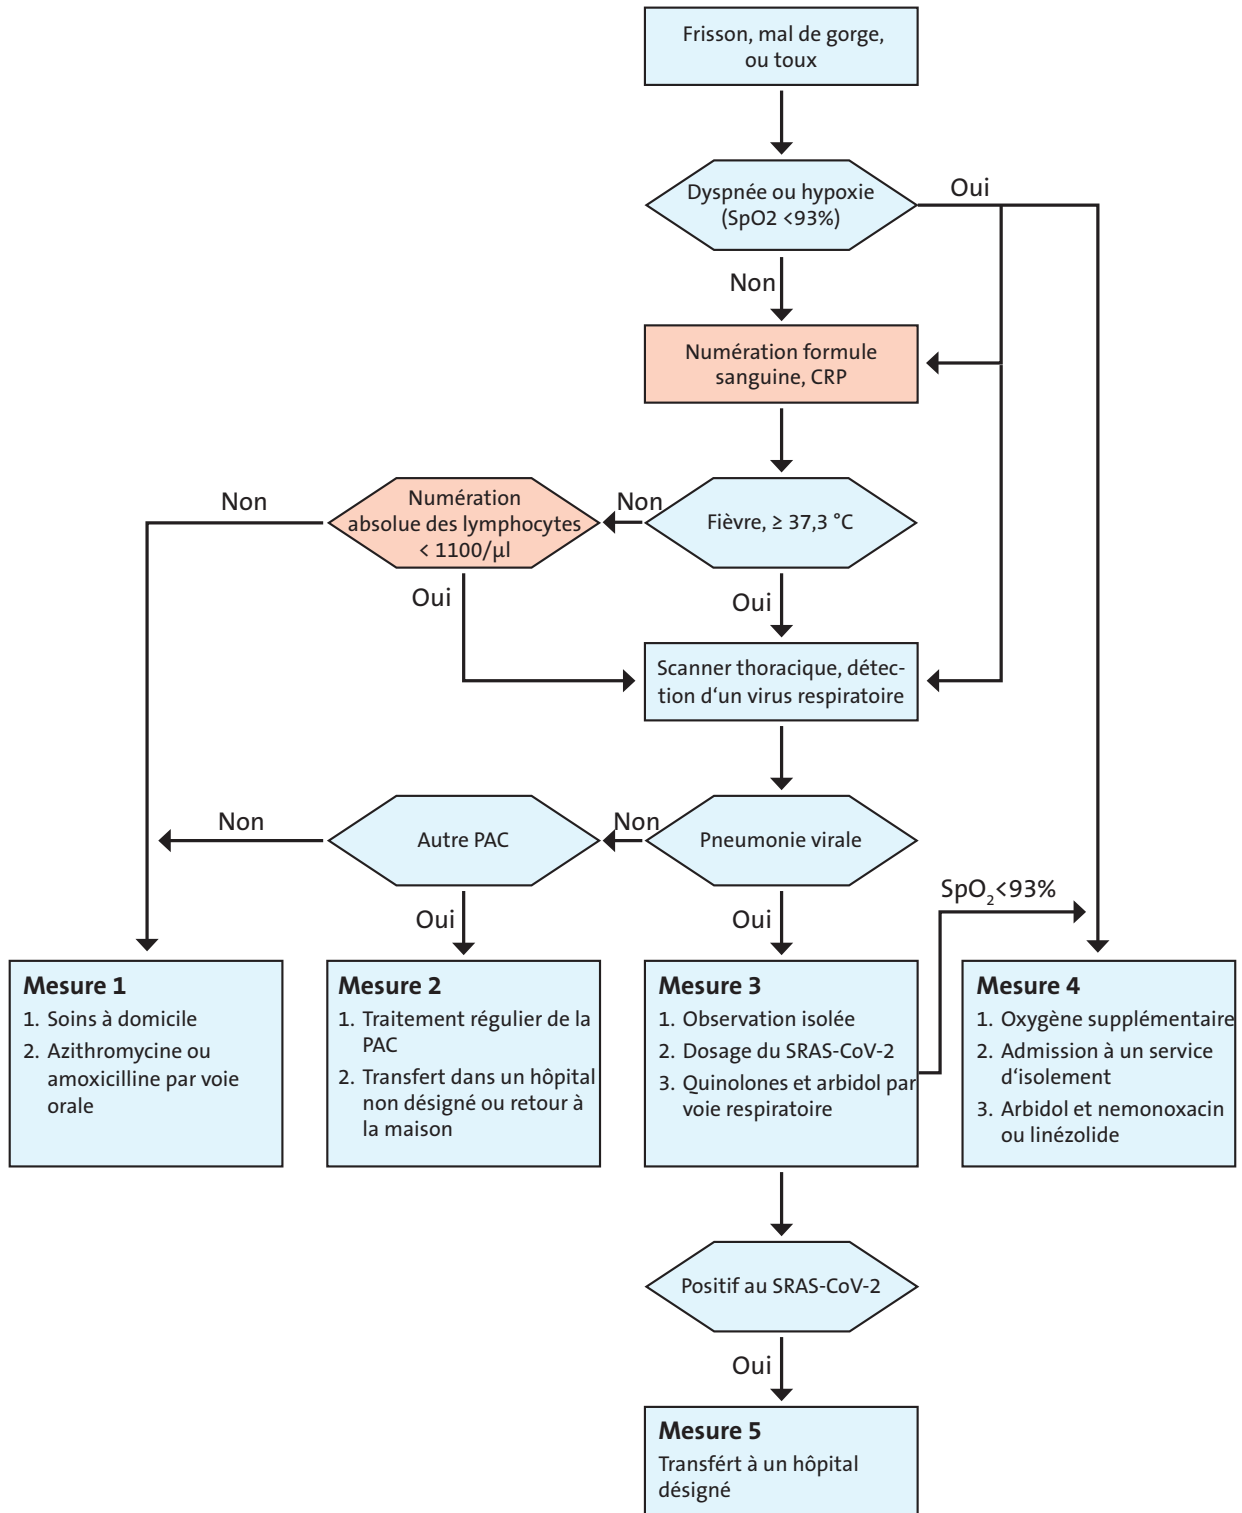 Frisson, mal de gorge,
ou toux
Dyspnée ou hypoxie
(SpO2 <93%)
Oui
Non
Numération formule
sanguine, CRP
Non
Numération
absolue des lymphocytes
< 1100/µl
Non
Fièvre, ≥ 37,3 °C
Oui
Oui
Scanner thoracique, détec-
tion d‘un virus respiratoire
Non
Autre PAC
Non
Pneumonie virale
SpO₂<93%
Oui
Oui
Mesure 1
1. Soins à domicile
2. Azithromycine ou
amoxicilline par voie
orale
Mesure 2
1. Traitement régulier de la
PAC
2. Transfert dans un hôpital
non désigné ou retour à
la maison
Mesure 3
1. Observation isolée
2. Dosage du SRAS-CoV-2
3. Quinolones et arbidol par
voie respiratoire
Mesure 4
1. Oxygène supplémentaire
2. Admission à un service
d‘isolement
3. Arbidol et nemonoxacin
ou linézolide
Positif au SRAS-CoV-2
Oui
Mesure 5
Transfért à un hôpital
désigné